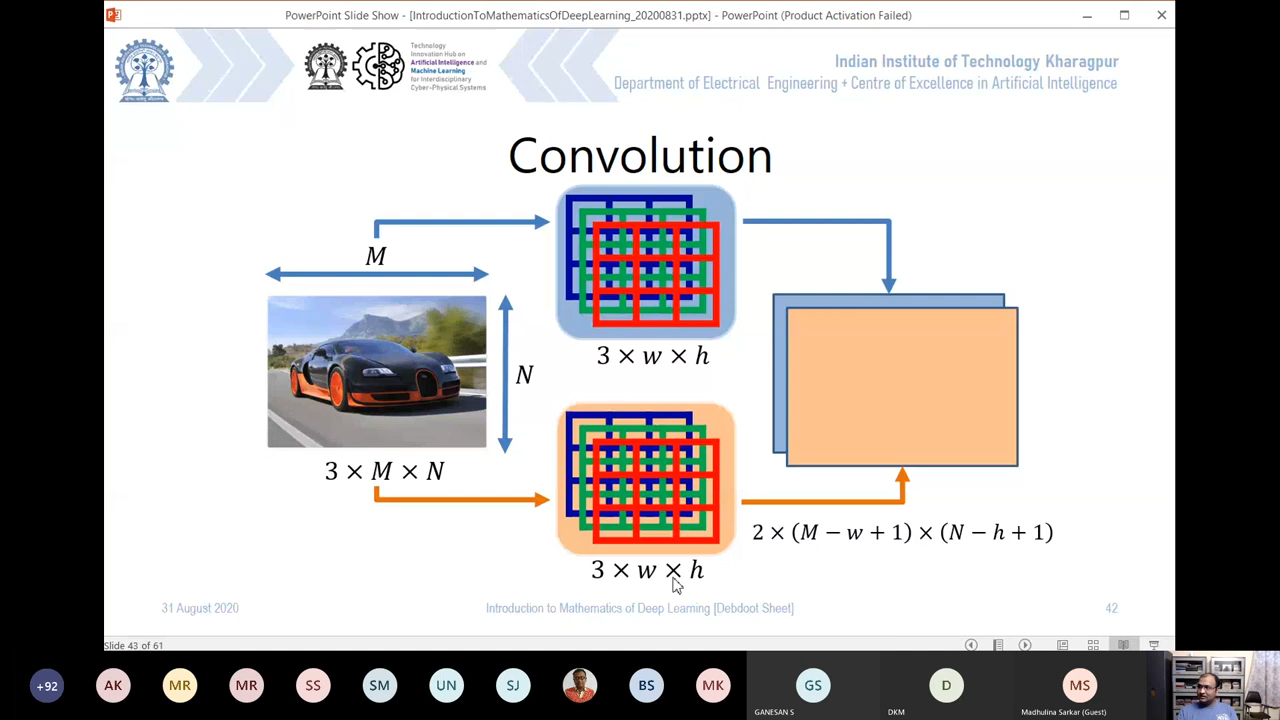 PowerPoint Slide Show - [IntroductionToMathematicsOfDeepLearning_20200831.pptx] - PowerPoint (Product Activation Failed)
Technology
Innovation Hub on
Artificial Intelligence and
Machine Learning
for Interdisciplinary
Cyber-Physical Systems
Indian Institute of Technology Kharagpur
Department of Electrical Engineering · Centre of Excellence in Artificial Intelligence
Convolution
M
N
3 × M × N
3 × w × h
3 × w × h
2 × (M − w + 1) × (N − h + 1)
31 August 2020
Introduction to Mathematics of Deep Learning [Debdoot Sheet]
42
Slide 43 of 61
+92
AK
MR
MR
SS
SM
UN
SJ
BS
MK
GS
D
MS
GANESAN S
DKM
Madhulina Sarkar (Guest)